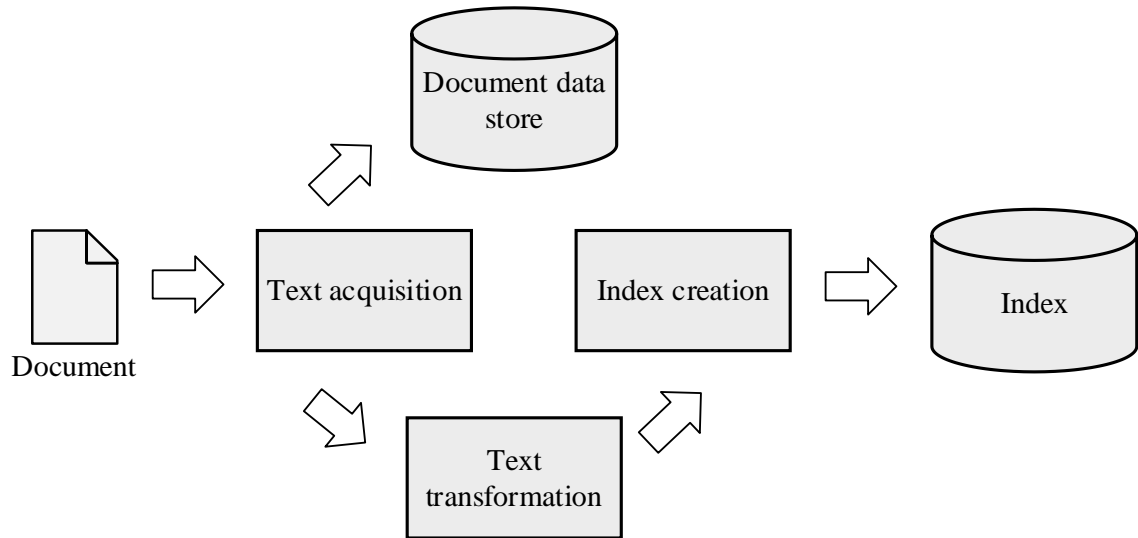 Document data
store
Text acquisition
Index creation
Index
Document
Text
transformation